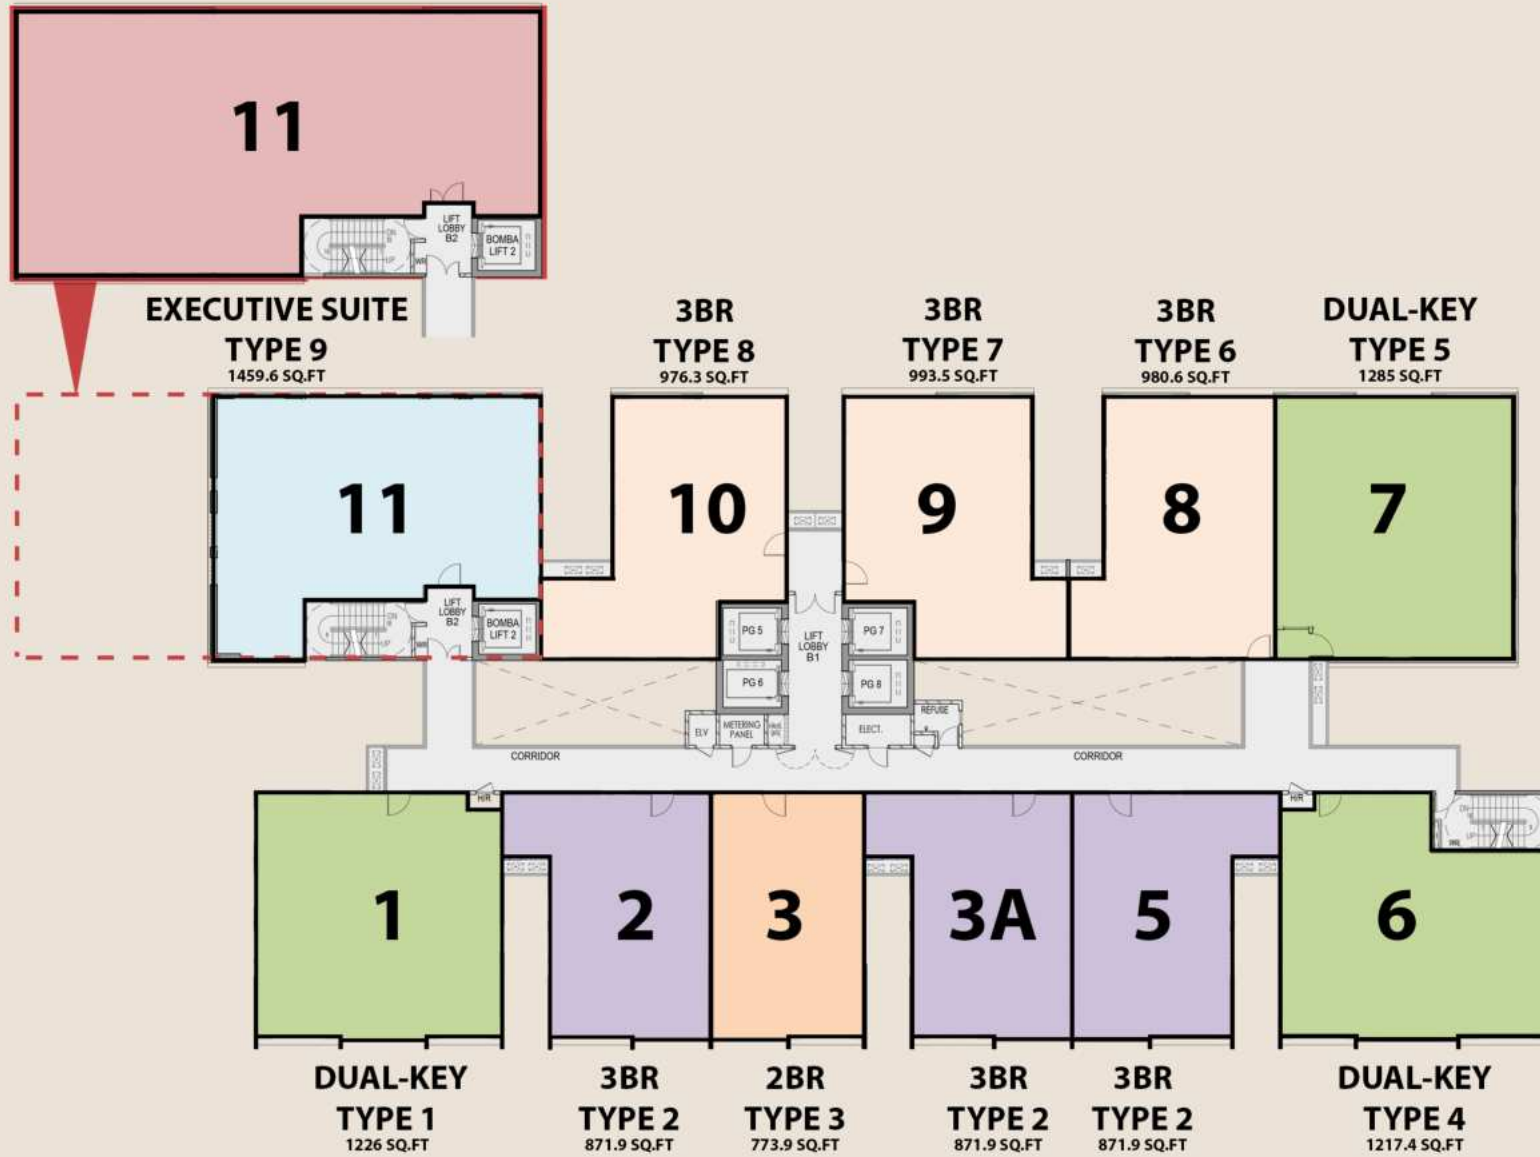 11
LIFT
LOBBY
B2
BOMBA
LIFT 2
DN
UP
EXECUTIVE SUITE
TYPE 9
1459.6 SQ.FT
3BR
TYPE 8
976.3 SQ.FT
3BR
TYPE 7
993.5 SQ.FT
3BR
TYPE 6
980.6 SQ.FT
DUAL-KEY
TYPE 5
1285 SQ.FT
11
10
9
8
7
LIFT
LOBBY
B2
BOMBA
LIFT 2
DN
UP
PG 5
PG 6
LIFT
LOBBY
B1
PG 7
PG 8
ELV
METERING
PANEL
ELECT.
REFUSE
CORRIDOR
CORRIDOR
H/R
H/R
DN
UP
1
2
3
3A
5
6
DUAL-KEY
TYPE 1
1226 SQ.FT
3BR
TYPE 2
871.9 SQ.FT
2BR
TYPE 3
773.9 SQ.FT
3BR
TYPE 2
871.9 SQ.FT
3BR
TYPE 2
871.9 SQ.FT
DUAL-KEY
TYPE 4
1217.4 SQ.FT